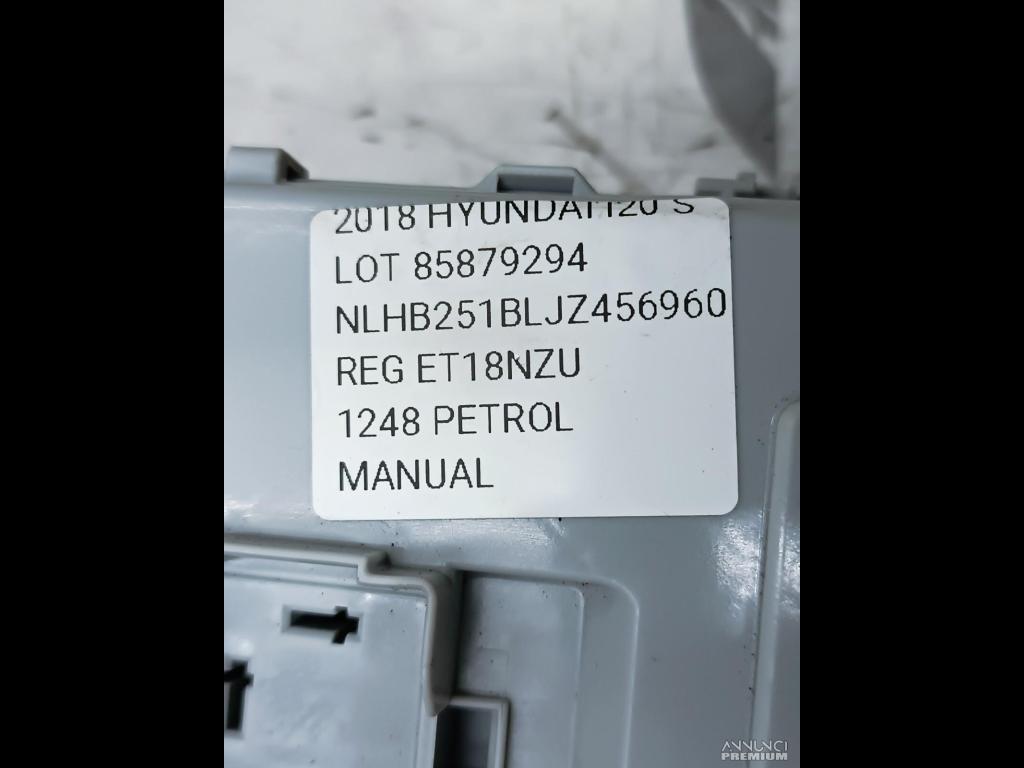 2018 HYUNDAI I20 S
LOT 85879294
NLHB251BLJZ456960
REG ET18NZU
1248 PETROL
MANUAL
ANNUNCI
PREMIUM